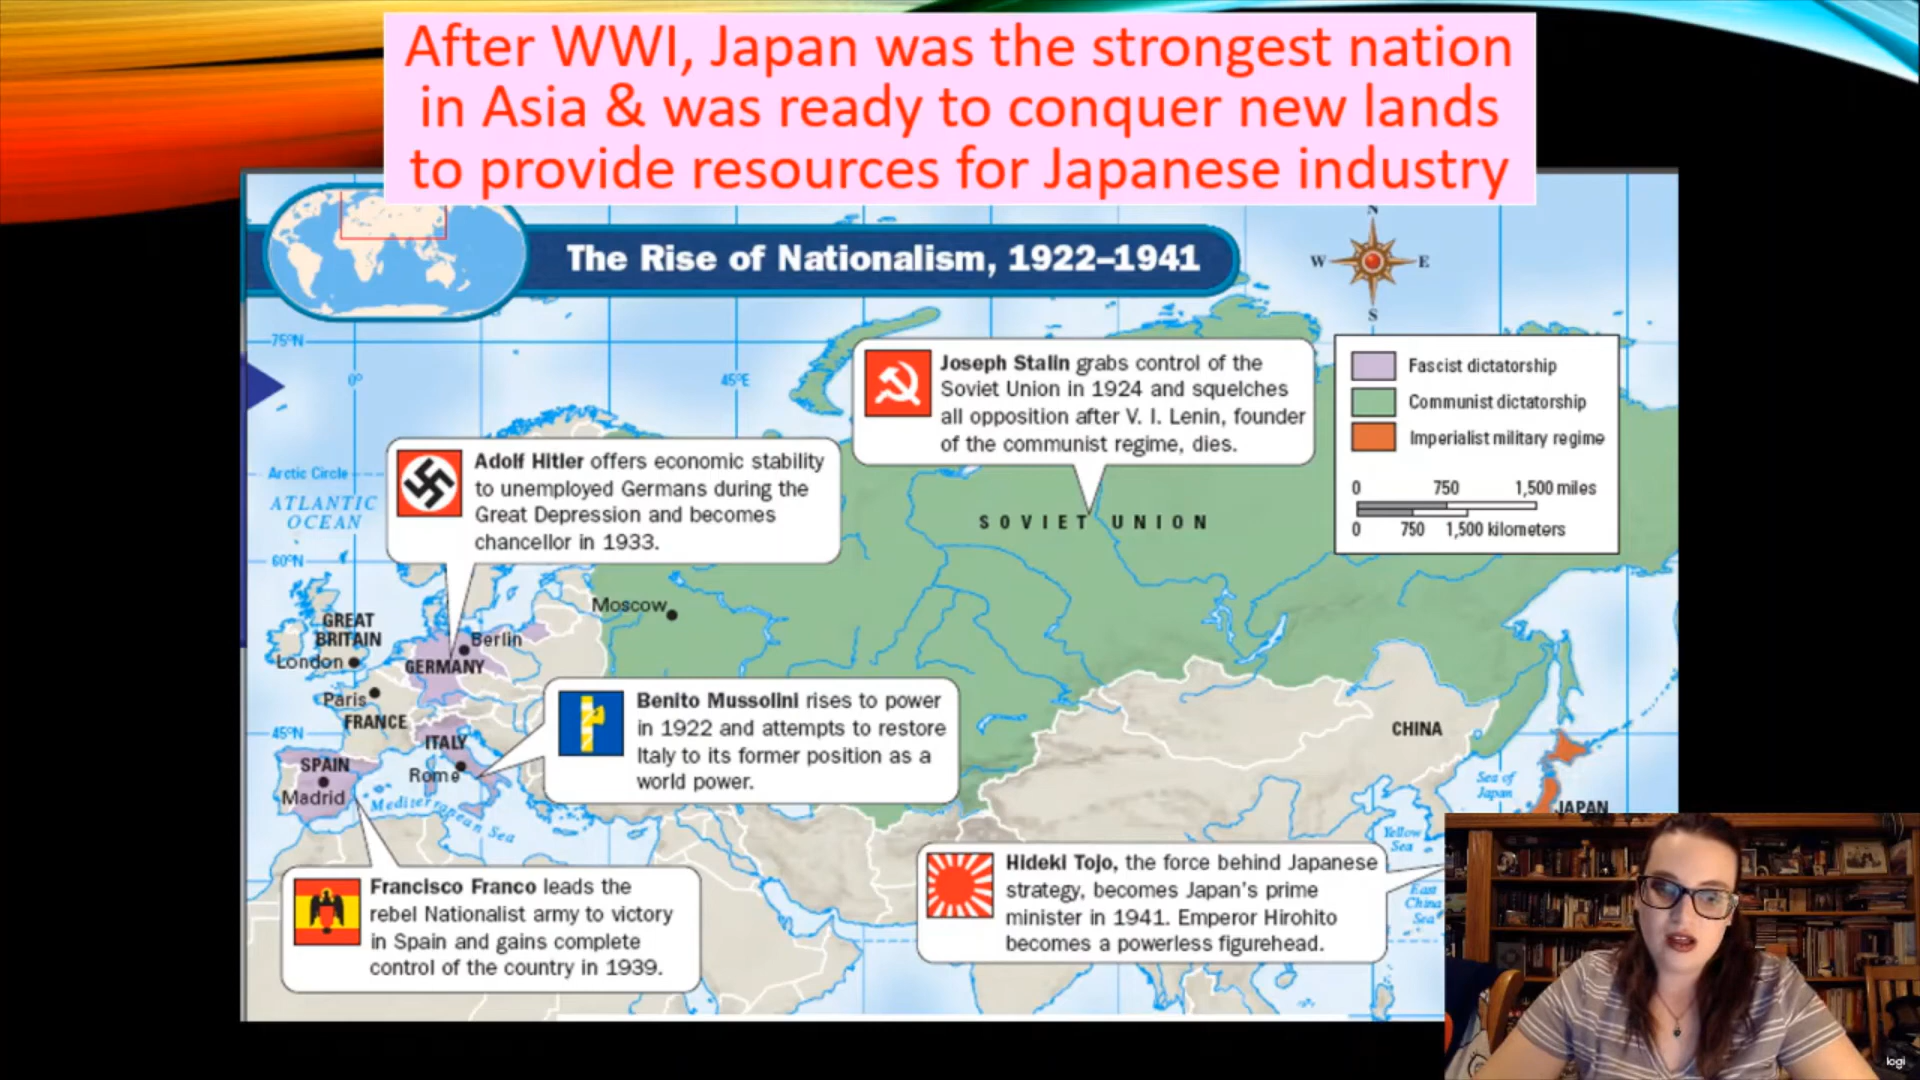 After WWI, Japan was the strongest nation
in Asia & was ready to conquer new lands
to provide resources for Japanese industry
The Rise of Nationalism, 1922–1941
N
W E
S
75°N
0°
45°E
Joseph Stalin grabs control of the
Soviet Union in 1924 and squelches
all opposition after V. I. Lenin, founder
of the communist regime, dies.
Fascist dictatorship
Communist dictatorship
Imperialist military regime
0 750 1,500 miles
0 750 1,500 kilometers
Adolf Hitler offers economic stability
to unemployed Germans during the
Great Depression and becomes
chancellor in 1933.
Arctic Circle
ATLANTIC
OCEAN
SOVIET UNION
60°N
Moscow
GREAT
BRITAIN
London
Berlin
GERMANY
Paris
FRANCE
Benito Mussolini rises to power
in 1922 and attempts to restore
Italy to its former position as a
world power.
45°N
ITALY
Rome
SPAIN
Madrid
Mediterranean Sea
CHINA
Sea of
Japan
JAPAN
Yellow
Sea
East
China
Sea
Francisco Franco leads the
rebel Nationalist army to victory
in Spain and gains complete
control of the country in 1939.
Hideki Tojo, the force behind Japanese
strategy, becomes Japan's prime
minister in 1941. Emperor Hirohito
becomes a powerless figurehead.
logi